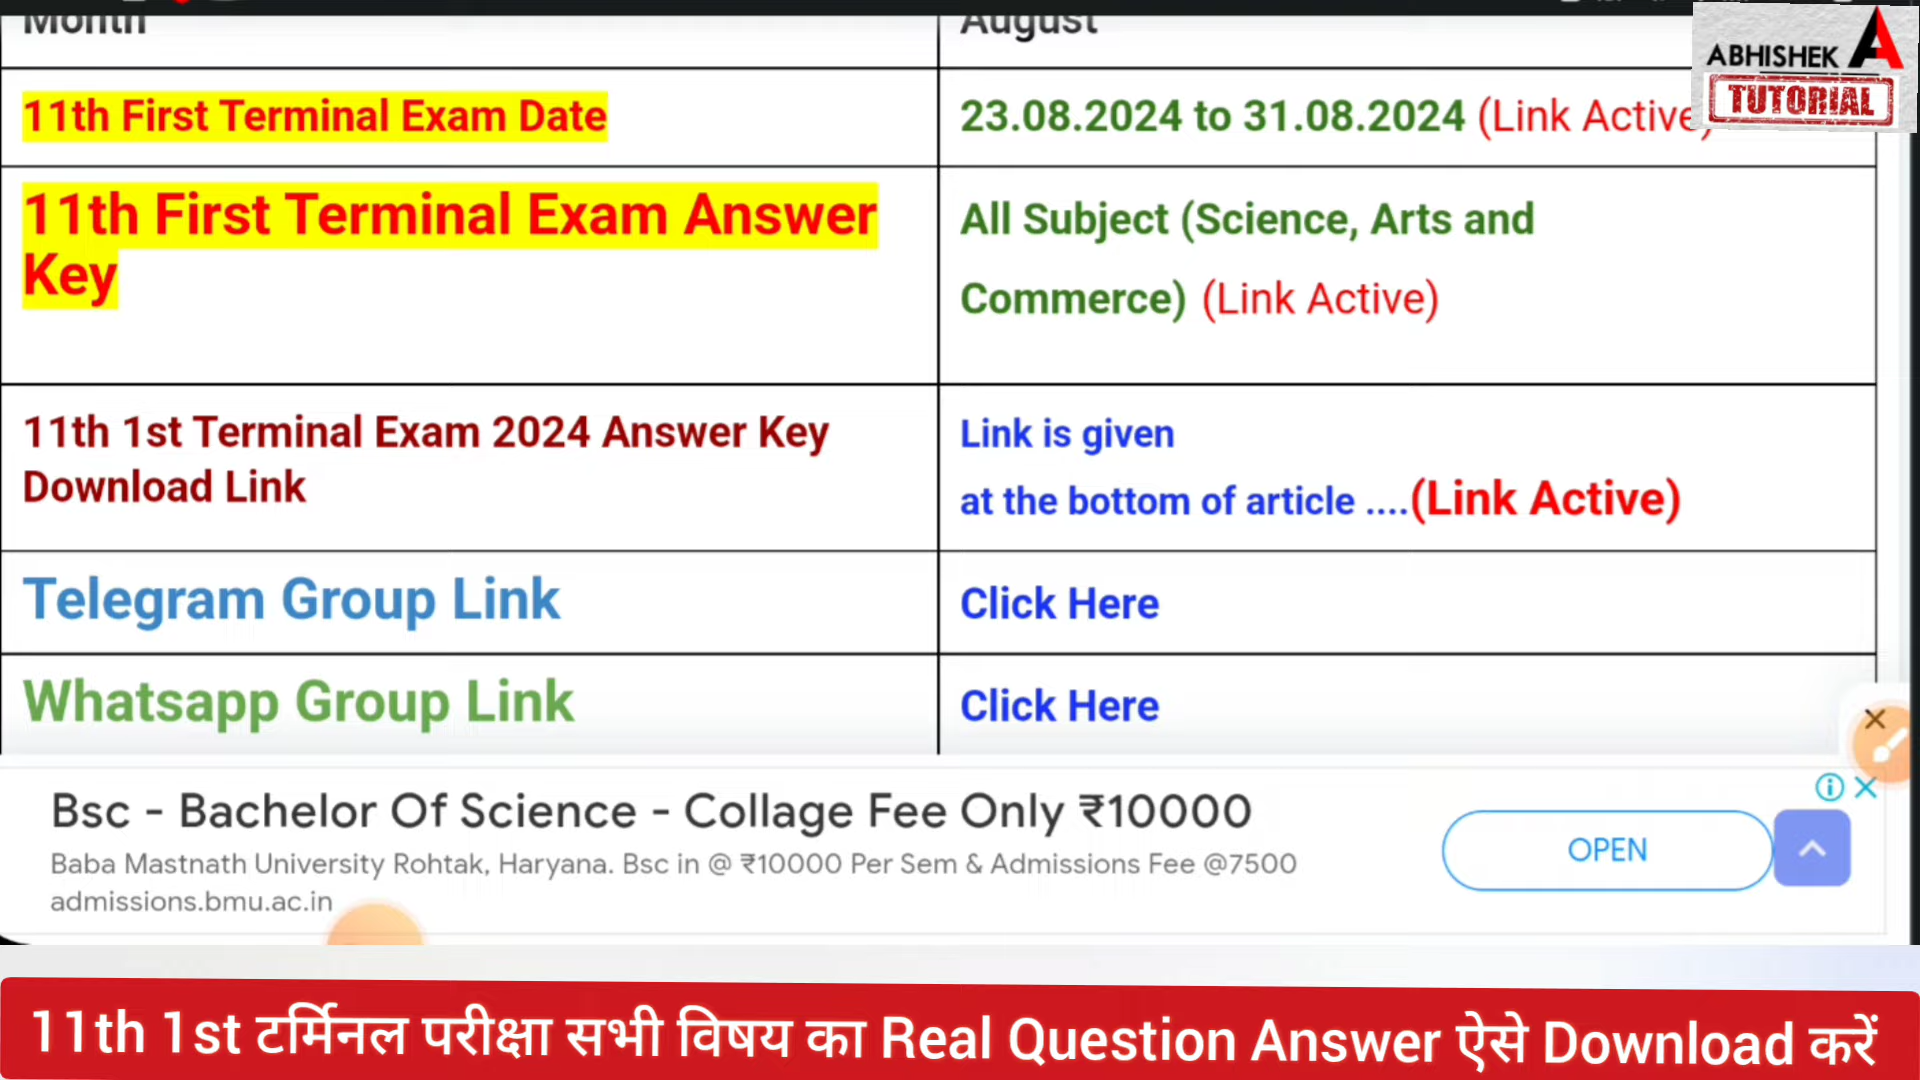 Month
August
ABHISHEK A
TUTORIAL
11th First Terminal Exam Date
23.08.2024 to 31.08.2024 (Link Active)
11th First Terminal Exam Answer
Key
All Subject (Science, Arts and
Commerce) (Link Active)
11th 1st Terminal Exam 2024 Answer Key
Download Link
Link is given
at the bottom of article ....(Link Active)
Telegram Group Link
Click Here
Whatsapp Group Link
Click Here
Bsc - Bachelor Of Science - Collage Fee Only ₹10000
Baba Mastnath University Rohtak, Haryana. Bsc in @ ₹10000 Per Sem & Admissions Fee @7500
admissions.bmu.ac.in
OPEN
11th 1st टर्मिनल परीक्षा सभी विषय का Real Question Answer ऐसे Download करें